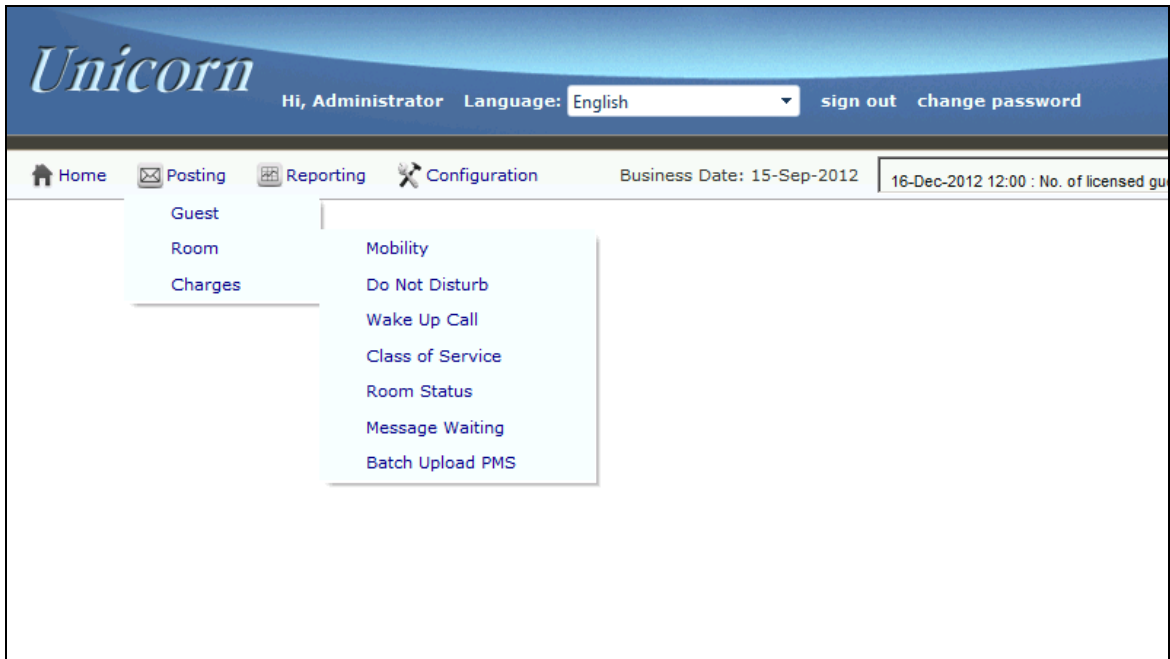 Unicorn
Hi, Administrator Language: English sign out change password
Home Posting Reporting Configuration Business Date: 15-Sep-2012 16-Dec-2012 12:00 : No. of licensed
Guest
Room Mobility
Charges Do Not Disturb
Wake Up Call
Class of Service
Room Status
Message Waiting
Batch Upload PMS